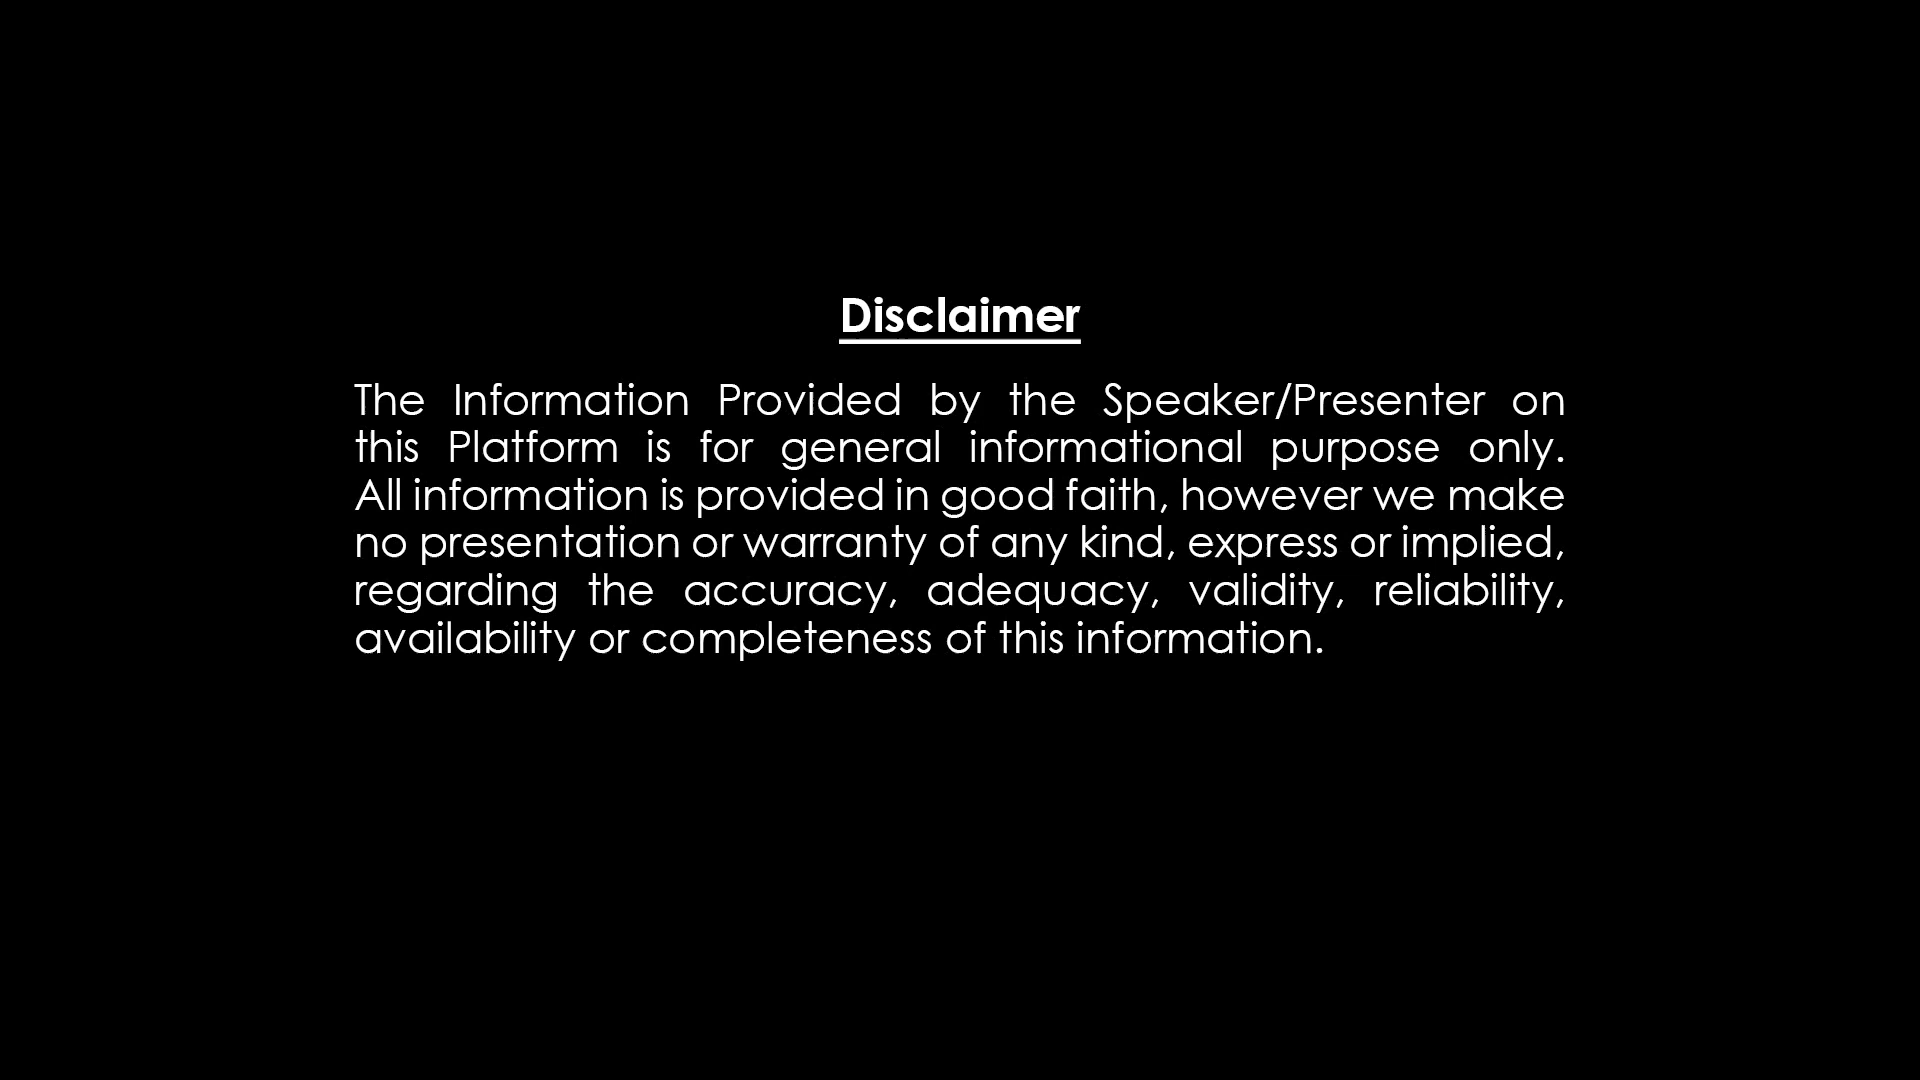 Disclaimer
The Information Provided by the Speaker/Presenter on
this Platform is for general informational purpose only.
All information is provided in good faith, however we make
no presentation or warranty of any kind, express or implied,
regarding the accuracy, adequacy, validity, reliability,
availability or completeness of this information.